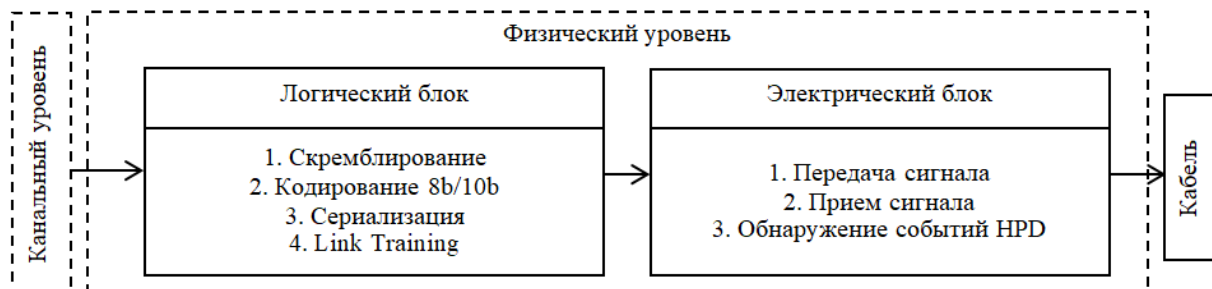 Физический уровень
Канальный уровень
Логический блок
1. Скремблирование
2. Кодирование 8b/10b
3. Сериализация
4. Link Training
Электрический блок
1. Передача сигнала
2. Прием сигнала
3. Обнаружение событий HPD
Кабель